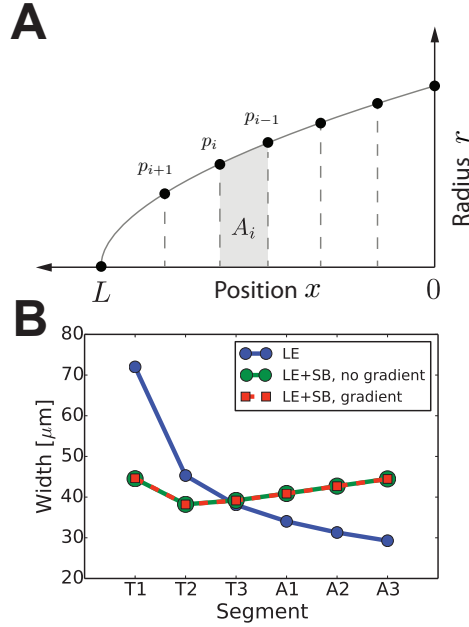 A
p_{i-1}
p_i
p_{i+1}
A_i
Radius r
L
Position x
0
B
80
70
60
50
40
30
20
Width [μm]
LE
LE+SB, no gradient
LE+SB, gradient
T1 T2 T3 A1 A2 A3
Segment